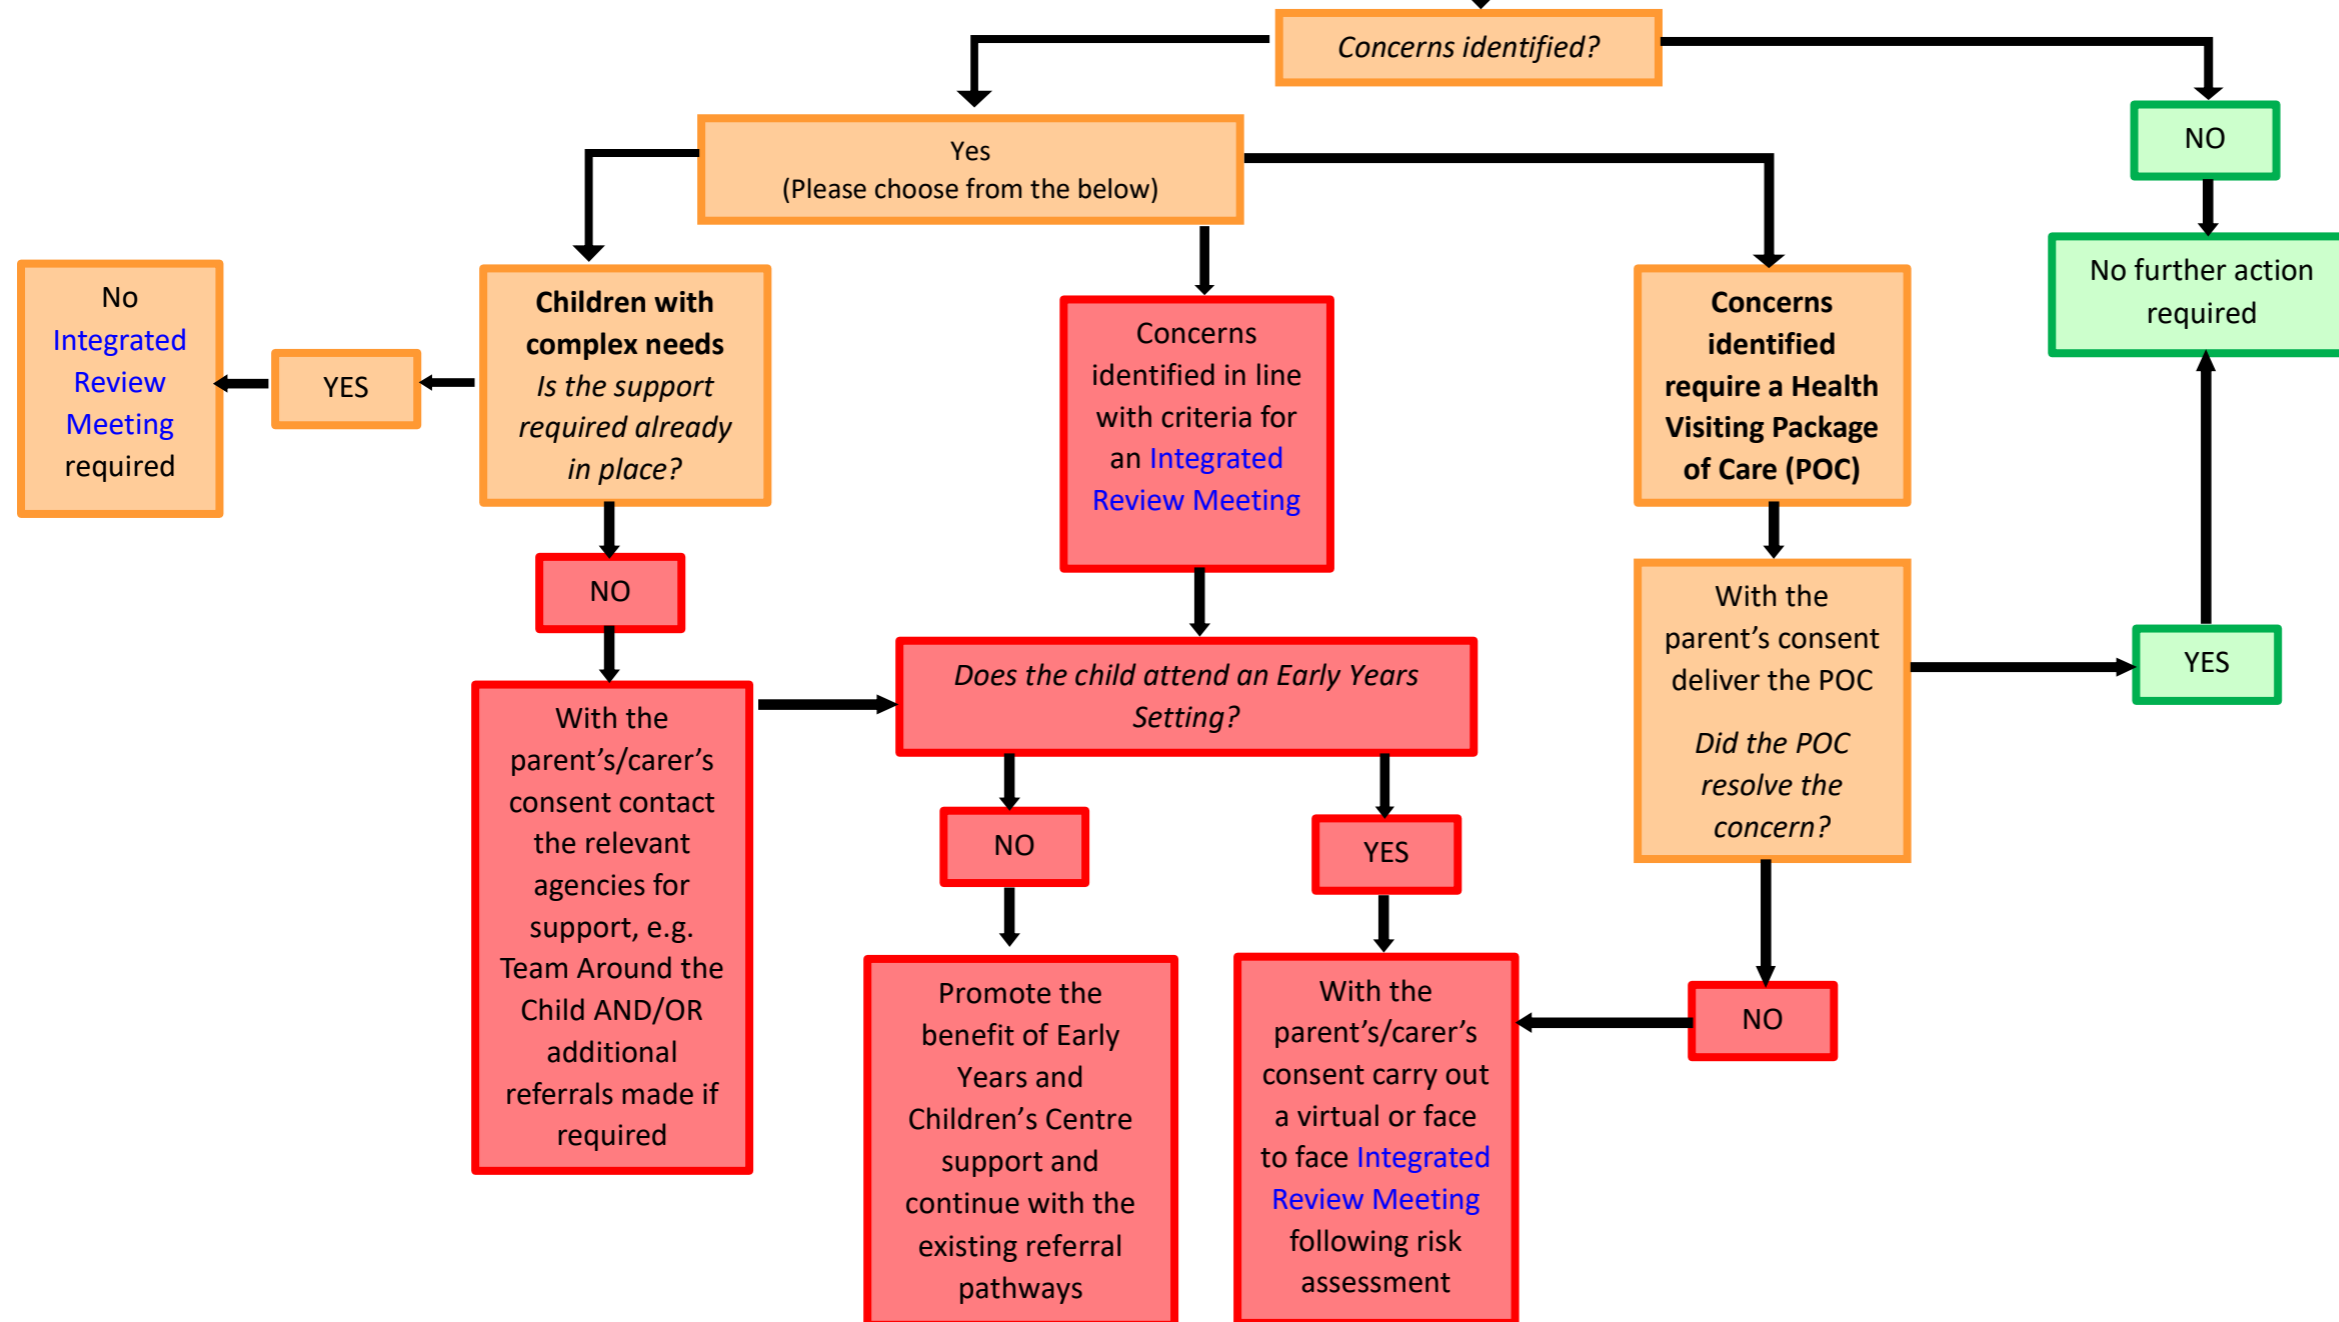 Concerns identified?
NO
Yes
(Please choose from the below)
No further action
required
No
Integrated
Review
Meeting
required
YES
Children with
complex needs
Is the support
required already
in place?
Concerns
identified in line
with criteria for
an Integrated
Review Meeting
Concerns
identified
require a Health
Visiting Package
of Care (POC)
NO
With the
parent's consent
deliver the POC
Did the POC
resolve the
concern?
YES
Does the child attend an Early Years
Setting?
With the
parent's/carer's
consent contact
the relevant
agencies for
support, e.g.
Team Around the
Child AND/OR
additional
referrals made if
required
NO
YES
NO
Promote the
benefit of Early
Years and
Children's Centre
support and
continue with the
existing referral
pathways
With the
parent's/carer's
consent carry out
a virtual or face
to face Integrated
Review Meeting
following risk
assessment